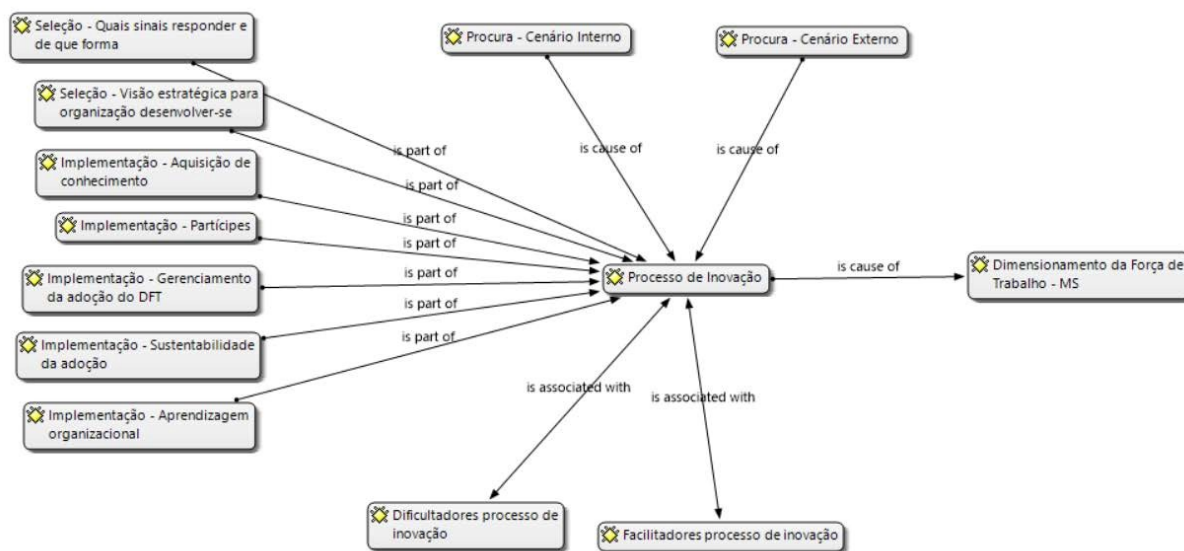 Seleção - Quais sinais responder e
de que forma
Procura - Cenário Interno
Procura - Cenário Externo
Seleção - Visão estratégica para
organização desenvolver-se
Implementação - Aquisição de
conhecimento
Implementação - Partícipes
Implementação - Gerenciamento
da adoção do DFT
Implementação - Sustentabilidade
da adoção
Implementação - Aprendizagem
organizacional
is part of
is part of
is part of
is part of
is part of
is part of
is part of
is cause of
is cause of
Processo de Inovação
is cause of
Dimensionamento da Força de
Trabalho - MS
is associated with
is associated with
Dificultadores processo de
inovação
Facilitadores processo de inovação